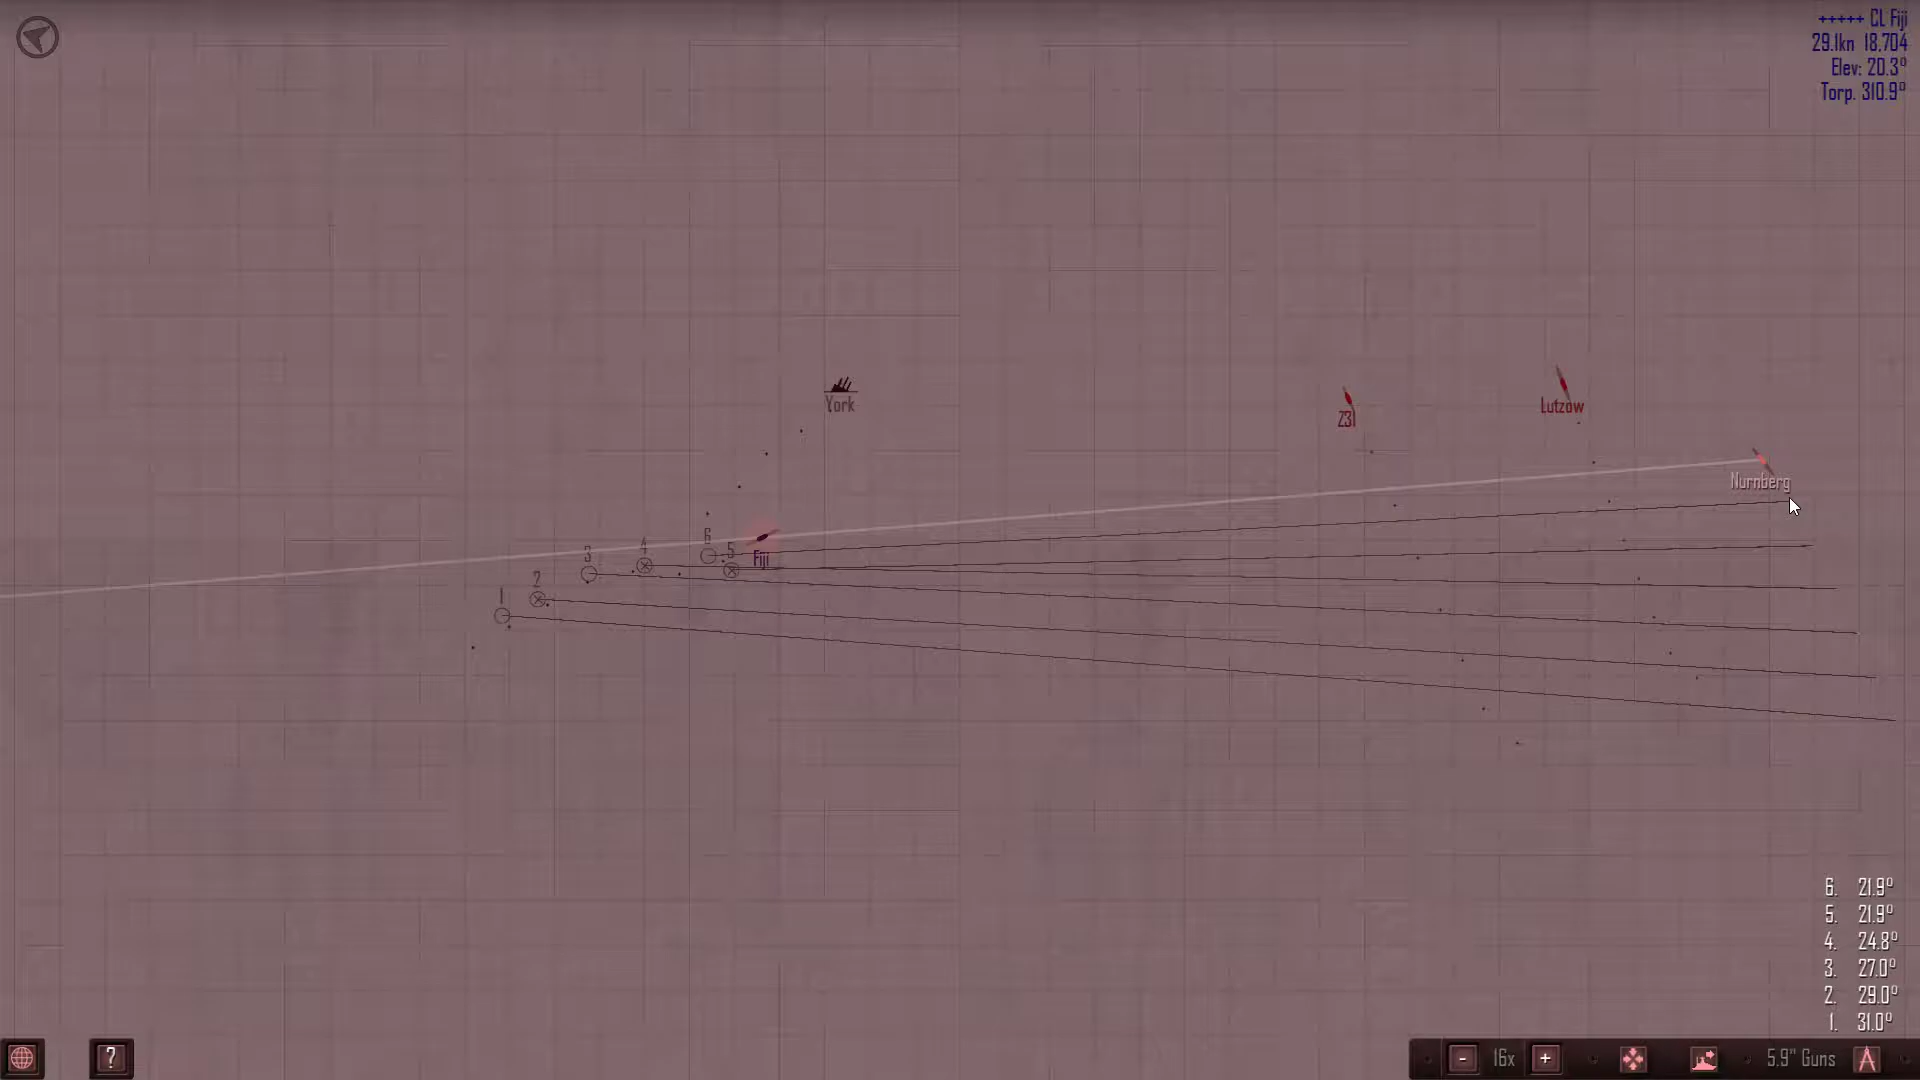 +++++ CL Fiji
29.1kn 18,704
Elev: 20.3°
Torp. 310.9°
York
Z31
Lutzow
Nurnberg
6
5
Fiji
4
3
2
1
6. 21.9°
5. 21.9°
4. 24.8°
3. 27.0°
2. 29.0°
1. 31.0°
?
- 16x + 5.9" Guns